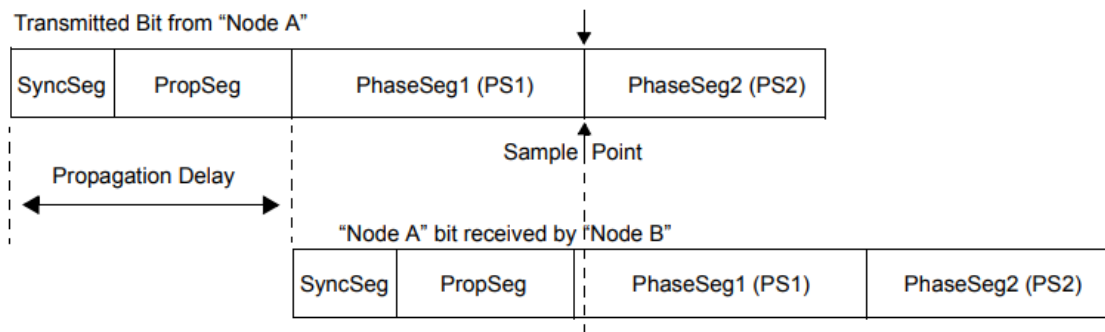 Transmitted Bit from “Node A”
SyncSeg PropSeg PhaseSeg1 (PS1) PhaseSeg2 (PS2)
Sample Point
Propagation Delay
“Node A” bit received by “Node B”
SyncSeg PropSeg PhaseSeg1 (PS1) PhaseSeg2 (PS2)